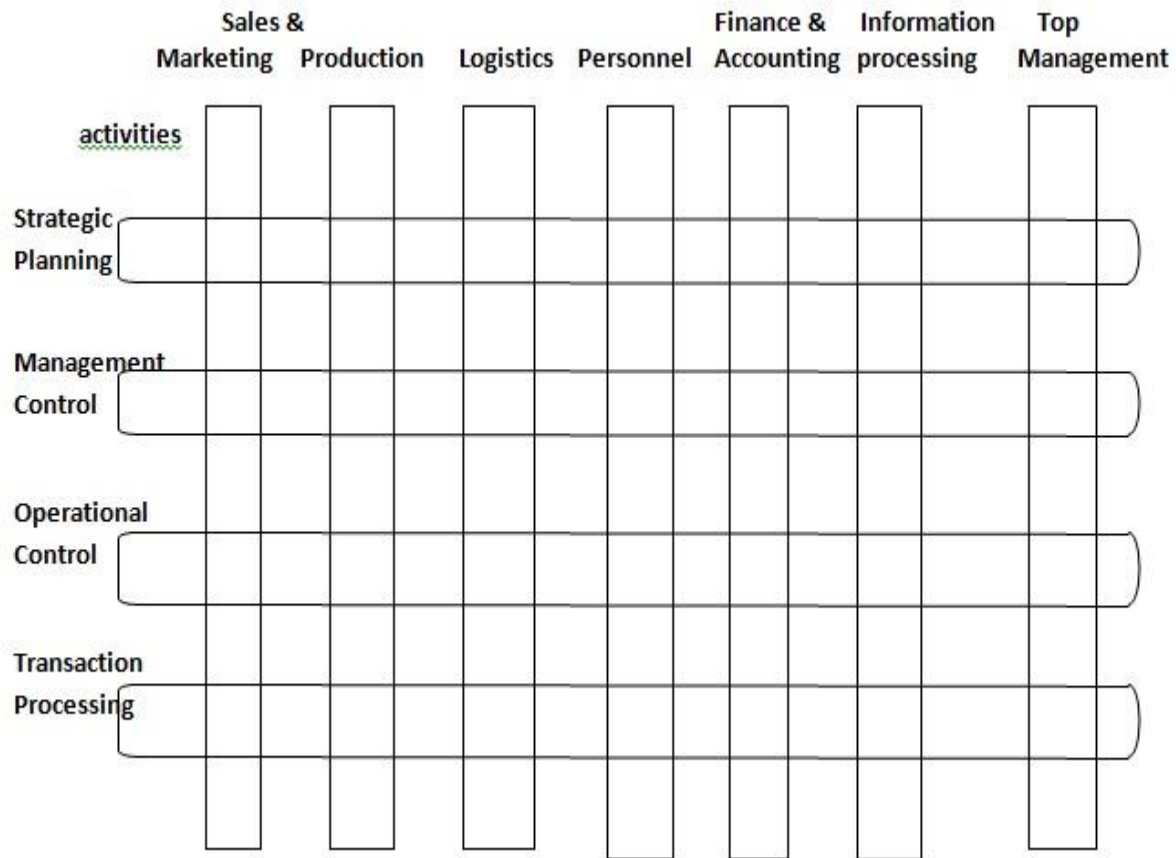 Sales & Finance & Information Top
Marketing Production Logistics Personnel Accounting processing Management
activities
Strategic
Planning
Management
Control
Operational
Control
Transaction
Processing